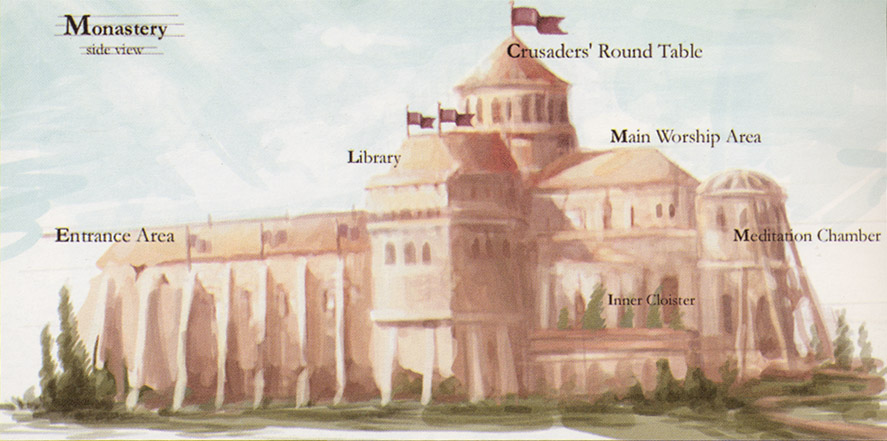 Monastery
side view
Crusaders' Round Table
Main Worship Area
Library
Entrance Area
Meditation Chamber
Inner Cloister